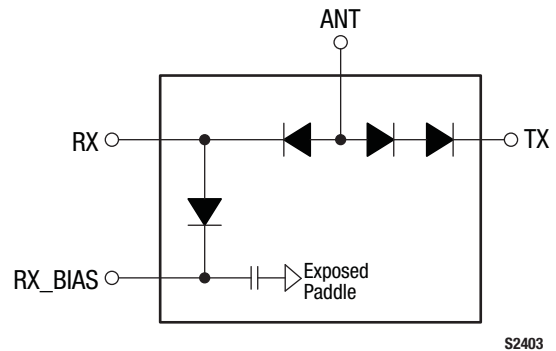 ANT
RX
TX
RX_BIAS
Exposed
Paddle
S2403